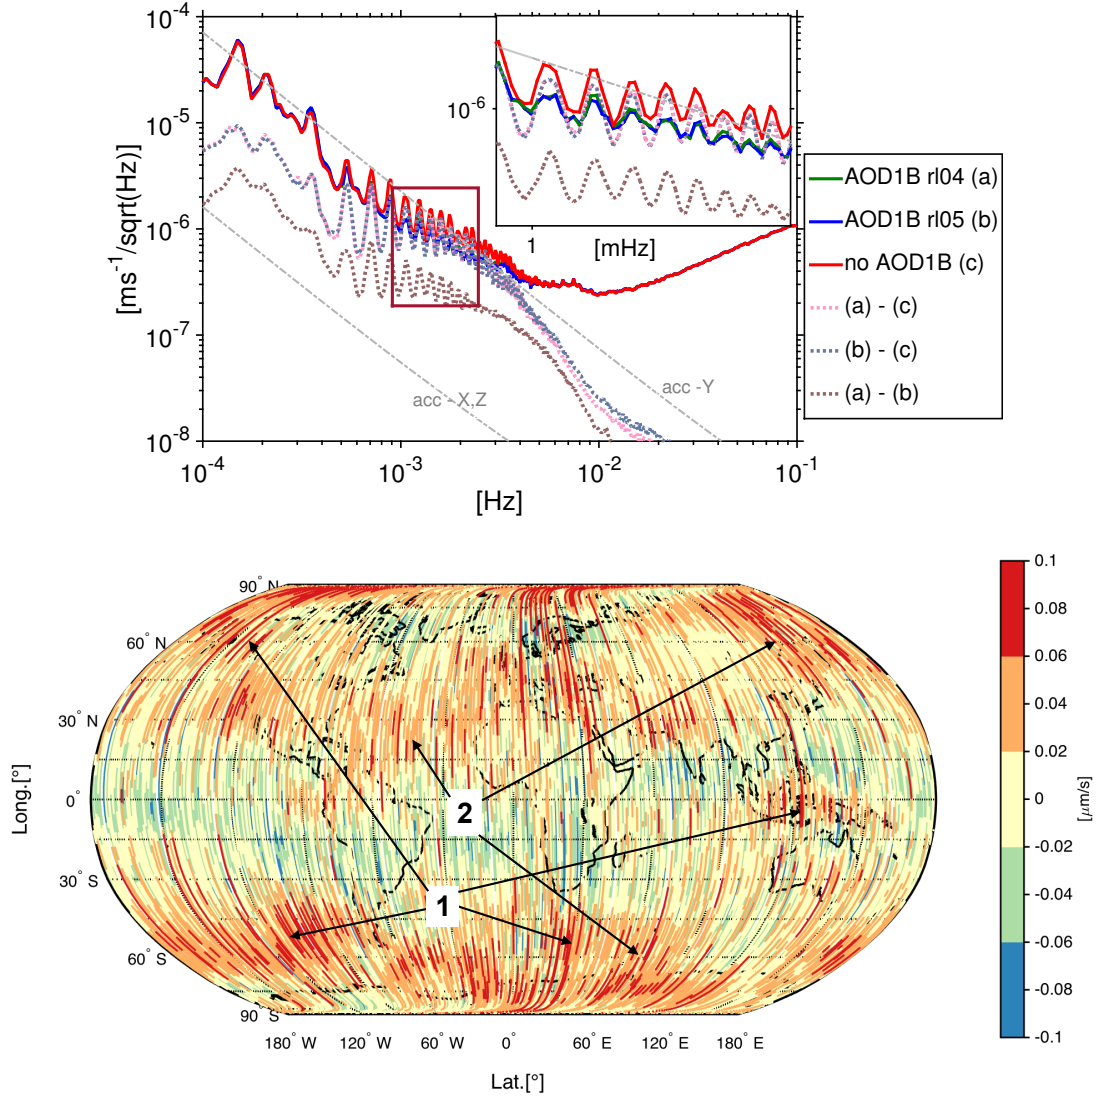 10^-4
10^-5
10^-6
10^-7
10^-8
[ms^-1/sqrt(Hz)]
10^-6
1
[mHz]
acc - X,Z
acc -Y
10^-4
10^-3
10^-2
10^-1
[Hz]
AOD1B rl04 (a)
AOD1B rl05 (b)
no AOD1B (c)
(a) - (c)
(b) - (c)
(a) - (b)
90° N
60° N
30° N
0°
30° S
60° S
90° S
Long.[°]
2
1
180° W
120° W
60° W
0°
60° E
120° E
180° E
Lat.[°]
0.1
0.08
0.06
0.04
0.02
0
-0.02
-0.04
-0.06
-0.08
-0.1
[μm/s]